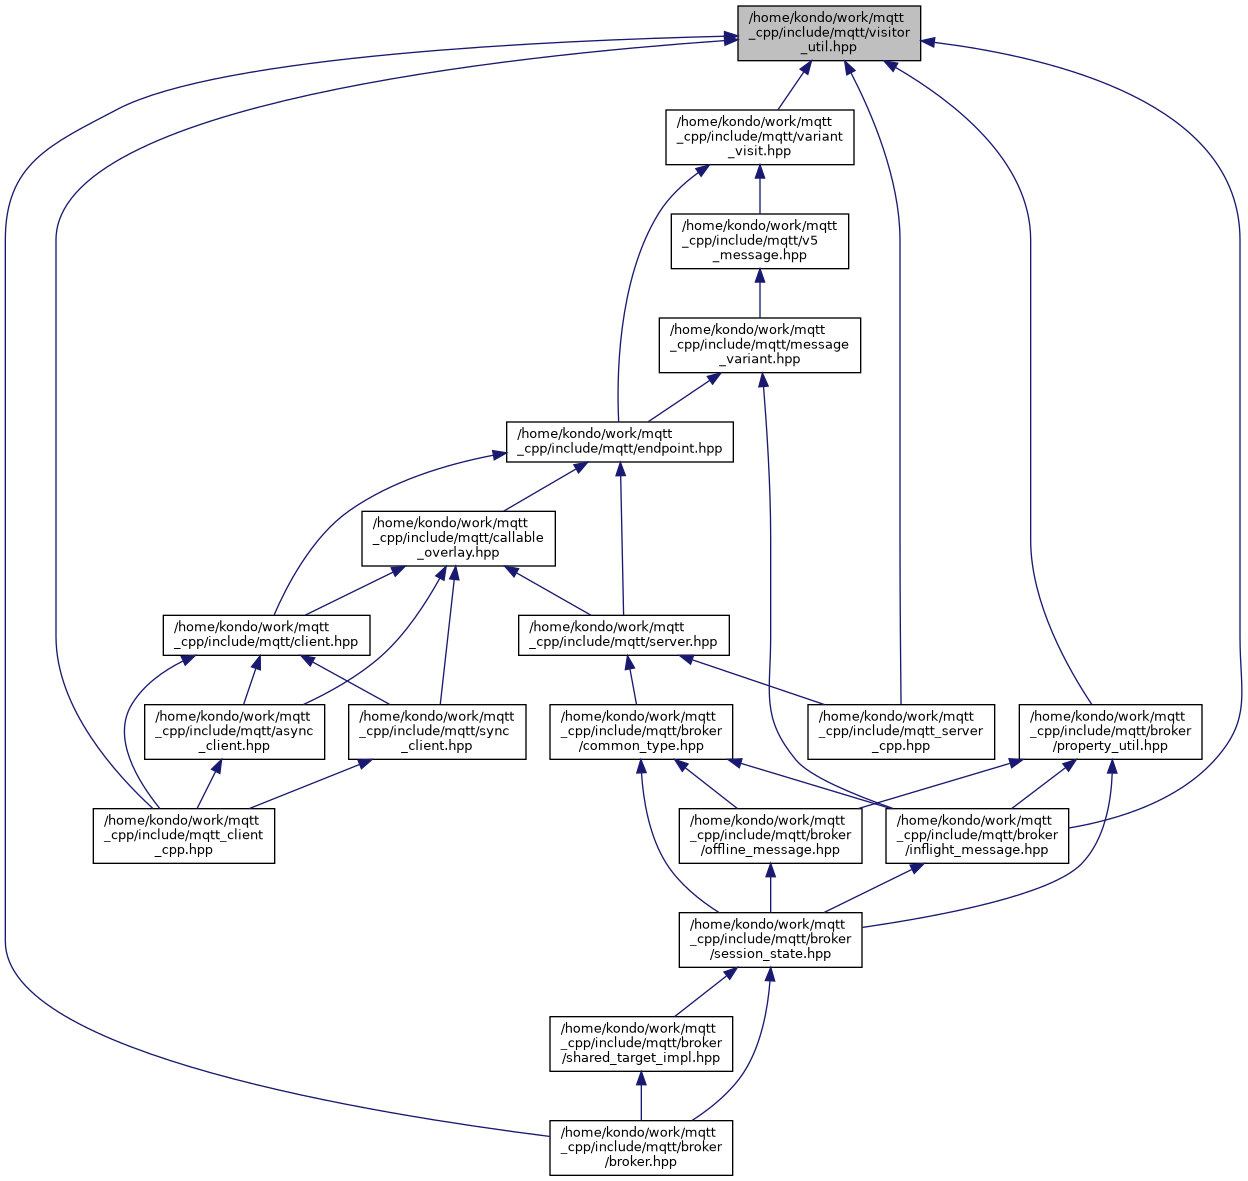 /home/kondo/work/mqtt
_cpp/include/mqtt/visitor
_util.hpp
/home/kondo/work/mqtt
_cpp/include/mqtt/variant
_visit.hpp
/home/kondo/work/mqtt
_cpp/include/mqtt/v5
_message.hpp
/home/kondo/work/mqtt
_cpp/include/mqtt/message
_variant.hpp
/home/kondo/work/mqtt
_cpp/include/mqtt/endpoint.hpp
/home/kondo/work/mqtt
_cpp/include/mqtt/callable
_overlay.hpp
/home/kondo/work/mqtt
_cpp/include/mqtt/client.hpp
/home/kondo/work/mqtt
_cpp/include/mqtt/server.hpp
/home/kondo/work/mqtt
_cpp/include/mqtt/async
_client.hpp
/home/kondo/work/mqtt
_cpp/include/mqtt/sync
_client.hpp
/home/kondo/work/mqtt
_cpp/include/mqtt/broker
/common_type.hpp
/home/kondo/work/mqtt
_cpp/include/mqtt_server
_cpp.hpp
/home/kondo/work/mqtt
_cpp/include/mqtt/broker
/property_util.hpp
/home/kondo/work/mqtt
_cpp/include/mqtt_client
_cpp.hpp
/home/kondo/work/mqtt
_cpp/include/mqtt/broker
/offline_message.hpp
/home/kondo/work/mqtt
_cpp/include/mqtt/broker
/inflight_message.hpp
/home/kondo/work/mqtt
_cpp/include/mqtt/broker
/session_state.hpp
/home/kondo/work/mqtt
_cpp/include/mqtt/broker
/shared_target_impl.hpp
/home/kondo/work/mqtt
_cpp/include/mqtt/broker
/broker.hpp